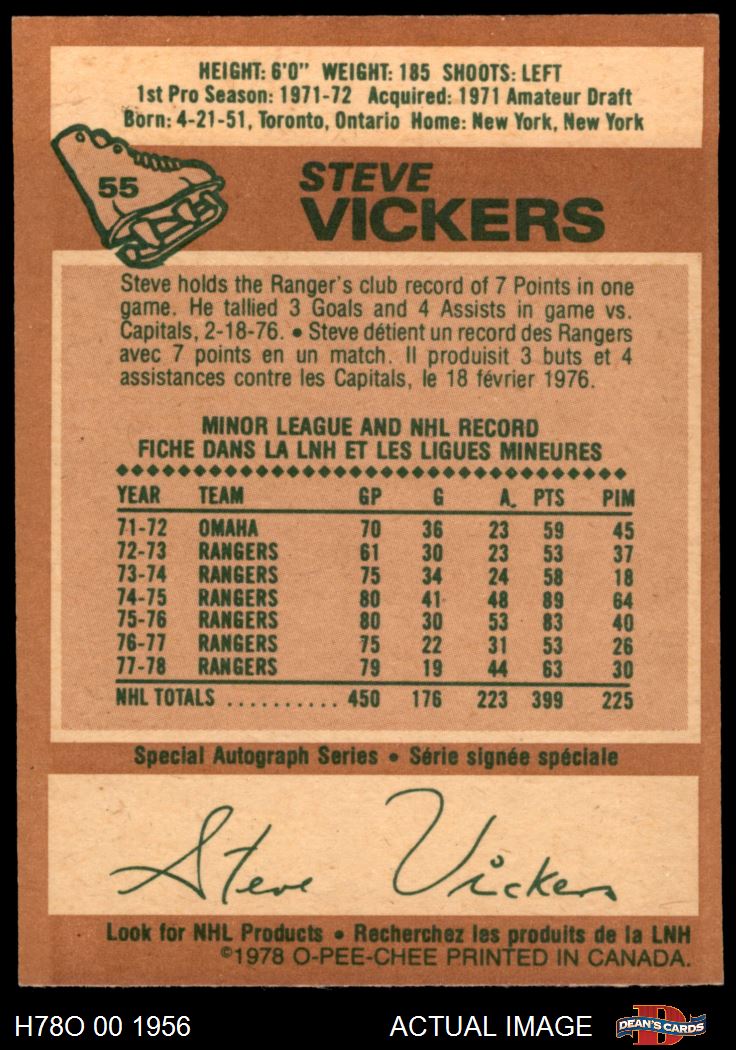 HEIGHT: 6'0" WEIGHT: 185 SHOOTS: LEFT
1st Pro Season: 1971-72 Acquired: 1971 Amateur Draft
Born: 4-21-51, Toronto, Ontario Home: New York, New York
55
STEVE
VICKERS
Steve holds the Ranger's club record of 7 Points in one
game. He tallied 3 Goals and 4 Assists in game vs.
Capitals, 2-18-76. • Steve détient un record des Rangers
avec 7 points en un match. Il produisit 3 buts et 4
assistances contre les Capitals, le 18 février 1976.
MINOR LEAGUE AND NHL RECORD
FICHE DANS LA LNH ET LES LIGUES MINEURES
YEAR TEAM GP G A. PTS PIM
71-72 OMAHA 70 36 23 59 45
72-73 RANGERS 61 30 23 53 37
73-74 RANGERS 75 34 24 58 18
74-75 RANGERS 80 41 48 89 64
75-76 RANGERS 80 30 53 83 40
76-77 RANGERS 75 22 31 53 26
77-78 RANGERS 79 19 44 63 30
NHL TOTALS .......... 450 176 223 399 225
Special Autograph Series • Série signée spéciale
Steve Vickers
Look for NHL Products • Recherchez les produits de la LNH
©1978 O-PEE-CHEE PRINTED IN CANADA.
H78O 00 1956 ACTUAL IMAGE DEAN'S CARDS